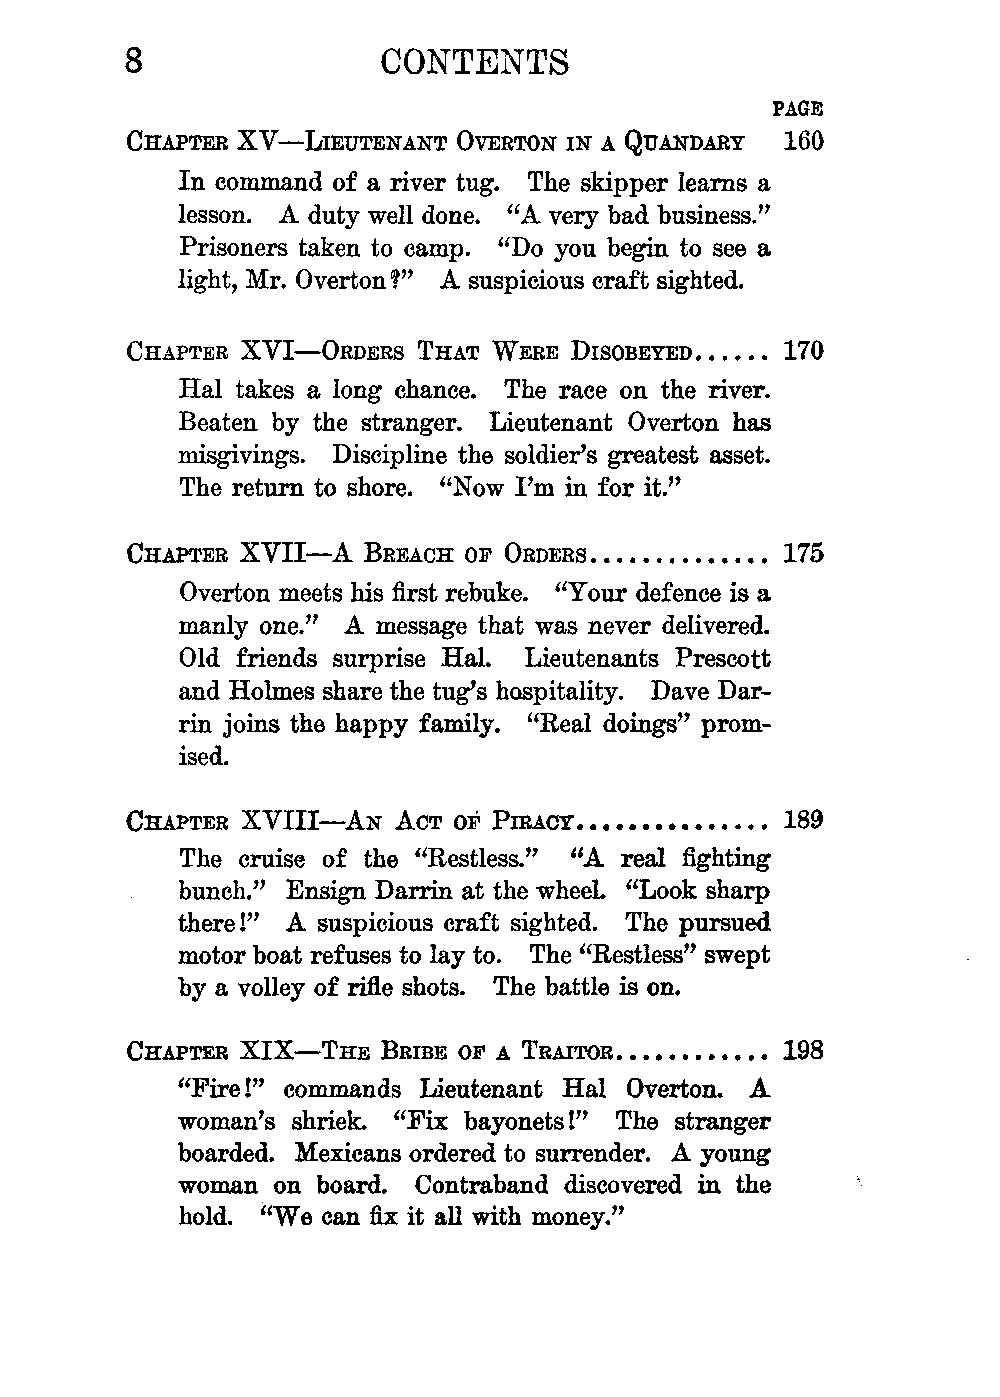 8 CONTENTS
PAGE
CHAPTER XV—LIEUTENANT OVERTON IN A QUANDARY 160
In command of a river tug. The skipper learns a
lesson. A duty well done. “A very bad business.”
Prisoners taken to camp. “Do you begin to see a
light, Mr. Overton?” A suspicious craft sighted.
CHAPTER XVI—ORDERS THAT WERE DISOBEYED...... 170
Hal takes a long chance. The race on the river.
Beaten by the stranger. Lieutenant Overton has
misgivings. Discipline the soldier’s greatest asset.
The return to shore. “Now I’m in for it.”
CHAPTER XVII—A BREACH OF ORDERS.............. 175
Overton meets his first rebuke. “Your defence is a
manly one.” A message that was never delivered.
Old friends surprise Hal. Lieutenants Prescott
and Holmes share the tug’s hospitality. Dave Dar-
rin joins the happy family. “Real doings” prom-
ised.
CHAPTER XVIII—AN ACT OF PIRACY............... 189
The cruise of the “Restless.” “A real fighting
bunch.” Ensign Darrin at the wheel. “Look sharp
there!” A suspicious craft sighted. The pursued
motor boat refuses to lay to. The “Restless” swept
by a volley of rifle shots. The battle is on.
CHAPTER XIX—THE BRIBE OF A TRAITOR............ 198
“Fire!” commands Lieutenant Hal Overton. A
woman’s shriek. “Fix bayonets!” The stranger
boarded. Mexicans ordered to surrender. A young
woman on board. Contraband discovered in the
hold. “We can fix it all with money.”